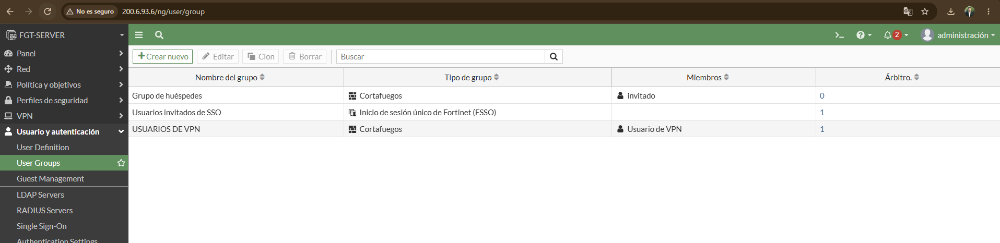 No es seguro 200.6.93.6/ng/user/group
FGT-SERVER
2 administración
Panel
Red
Política y objetivos
Perfiles de seguridad
VPN
Usuario y autenticación
User Definition
User Groups
Guest Management
LDAP Servers
RADIUS Servers
Single Sign-On
Authentication Settings
+Crear nuevo Editar Clon Borrar Buscar
Nombre del grupo Tipo de grupo Miembros Árbitro.
Grupo de huéspedes Cortafuegos invitado 0
Usuarios invitados de SSO Inicio de sesión único de Fortinet (FSSO) 1
USUARIOS DE VPN Cortafuegos Usuario de VPN 1